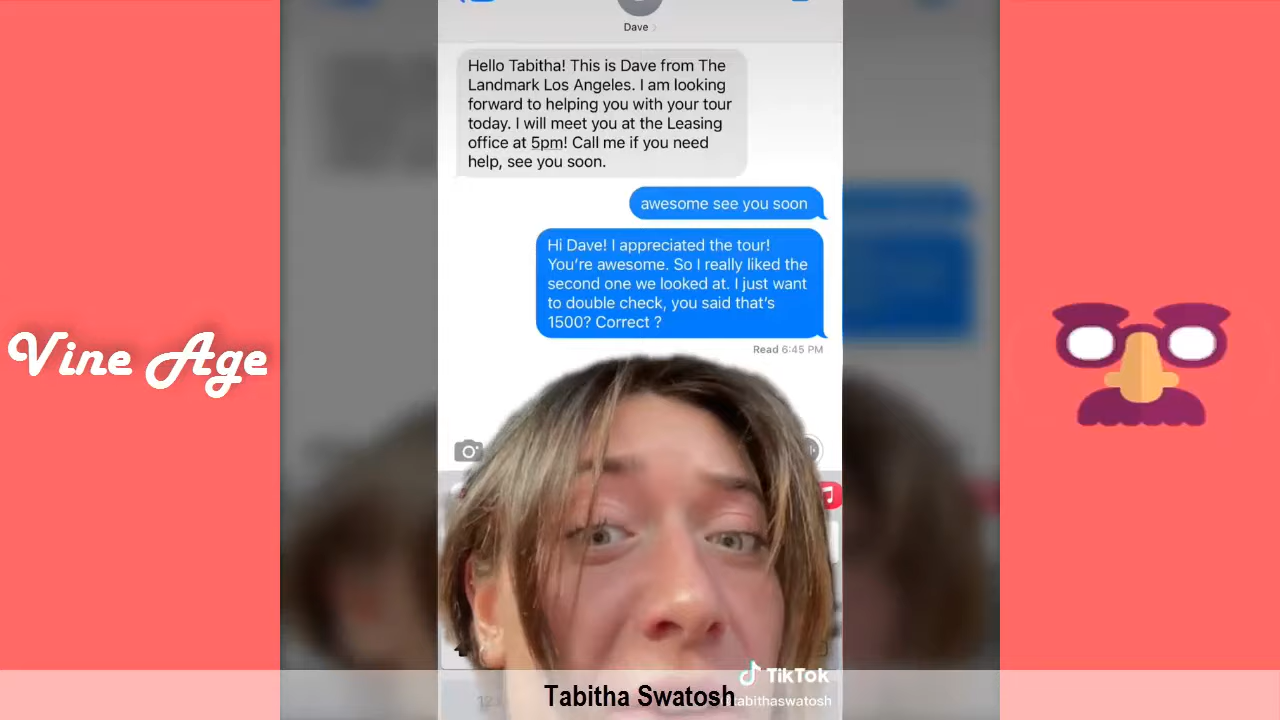 Dave
Hello Tabitha! This is Dave from The
Landmark Los Angeles. I am looking
forward to helping you with your tour
today. I will meet you at the Leasing
office at 5pm! Call me if you need
help, see you soon.
awesome see you soon
Hi Dave! I appreciated the tour!
You're awesome. So I really liked the
second one we looked at. I just want
to double check, you said that's
1500? Correct ?
Read 6:45 PM
Vine Age
TikTok
Tabitha Swatosh
tabithaswatosh
123